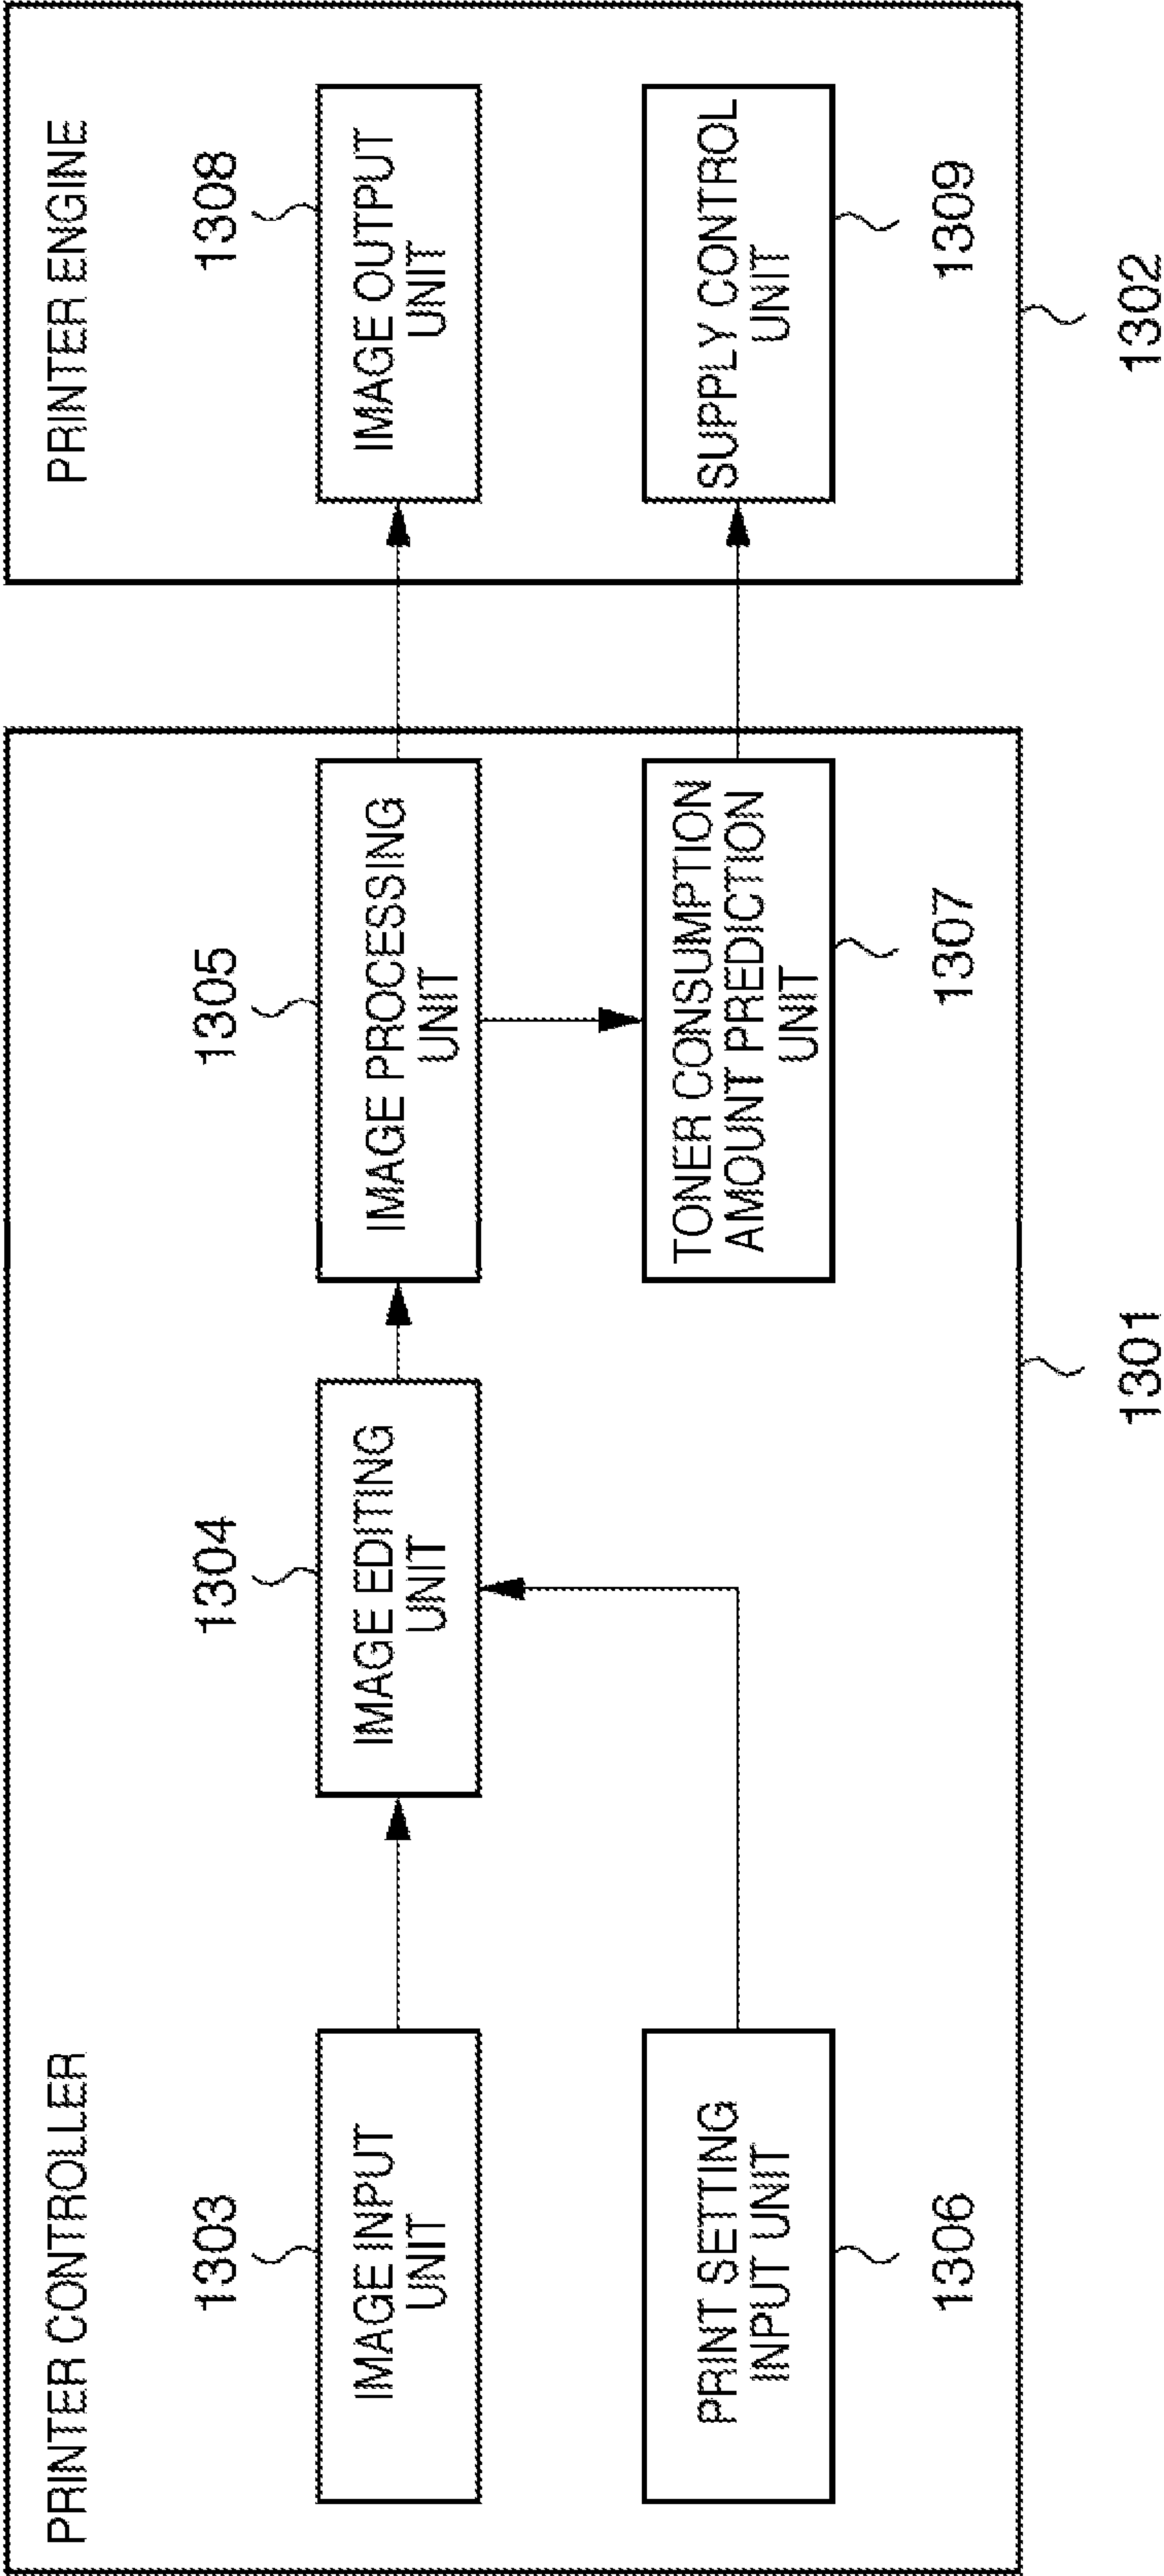 PRINTER CONTROLLER
1303
IMAGE INPUT
UNIT
1304
IMAGE EDITING
UNIT
1305
IMAGE PROCESSING
UNIT
PRINT SETTING
INPUT UNIT
1306
TONER CONSUMPTION
AMOUNT PREDICTION
UNIT
1307
1301
PRINTER ENGINE
1308
IMAGE OUTPUT
UNIT
SUPPLY CONTROL
UNIT
1309
1302